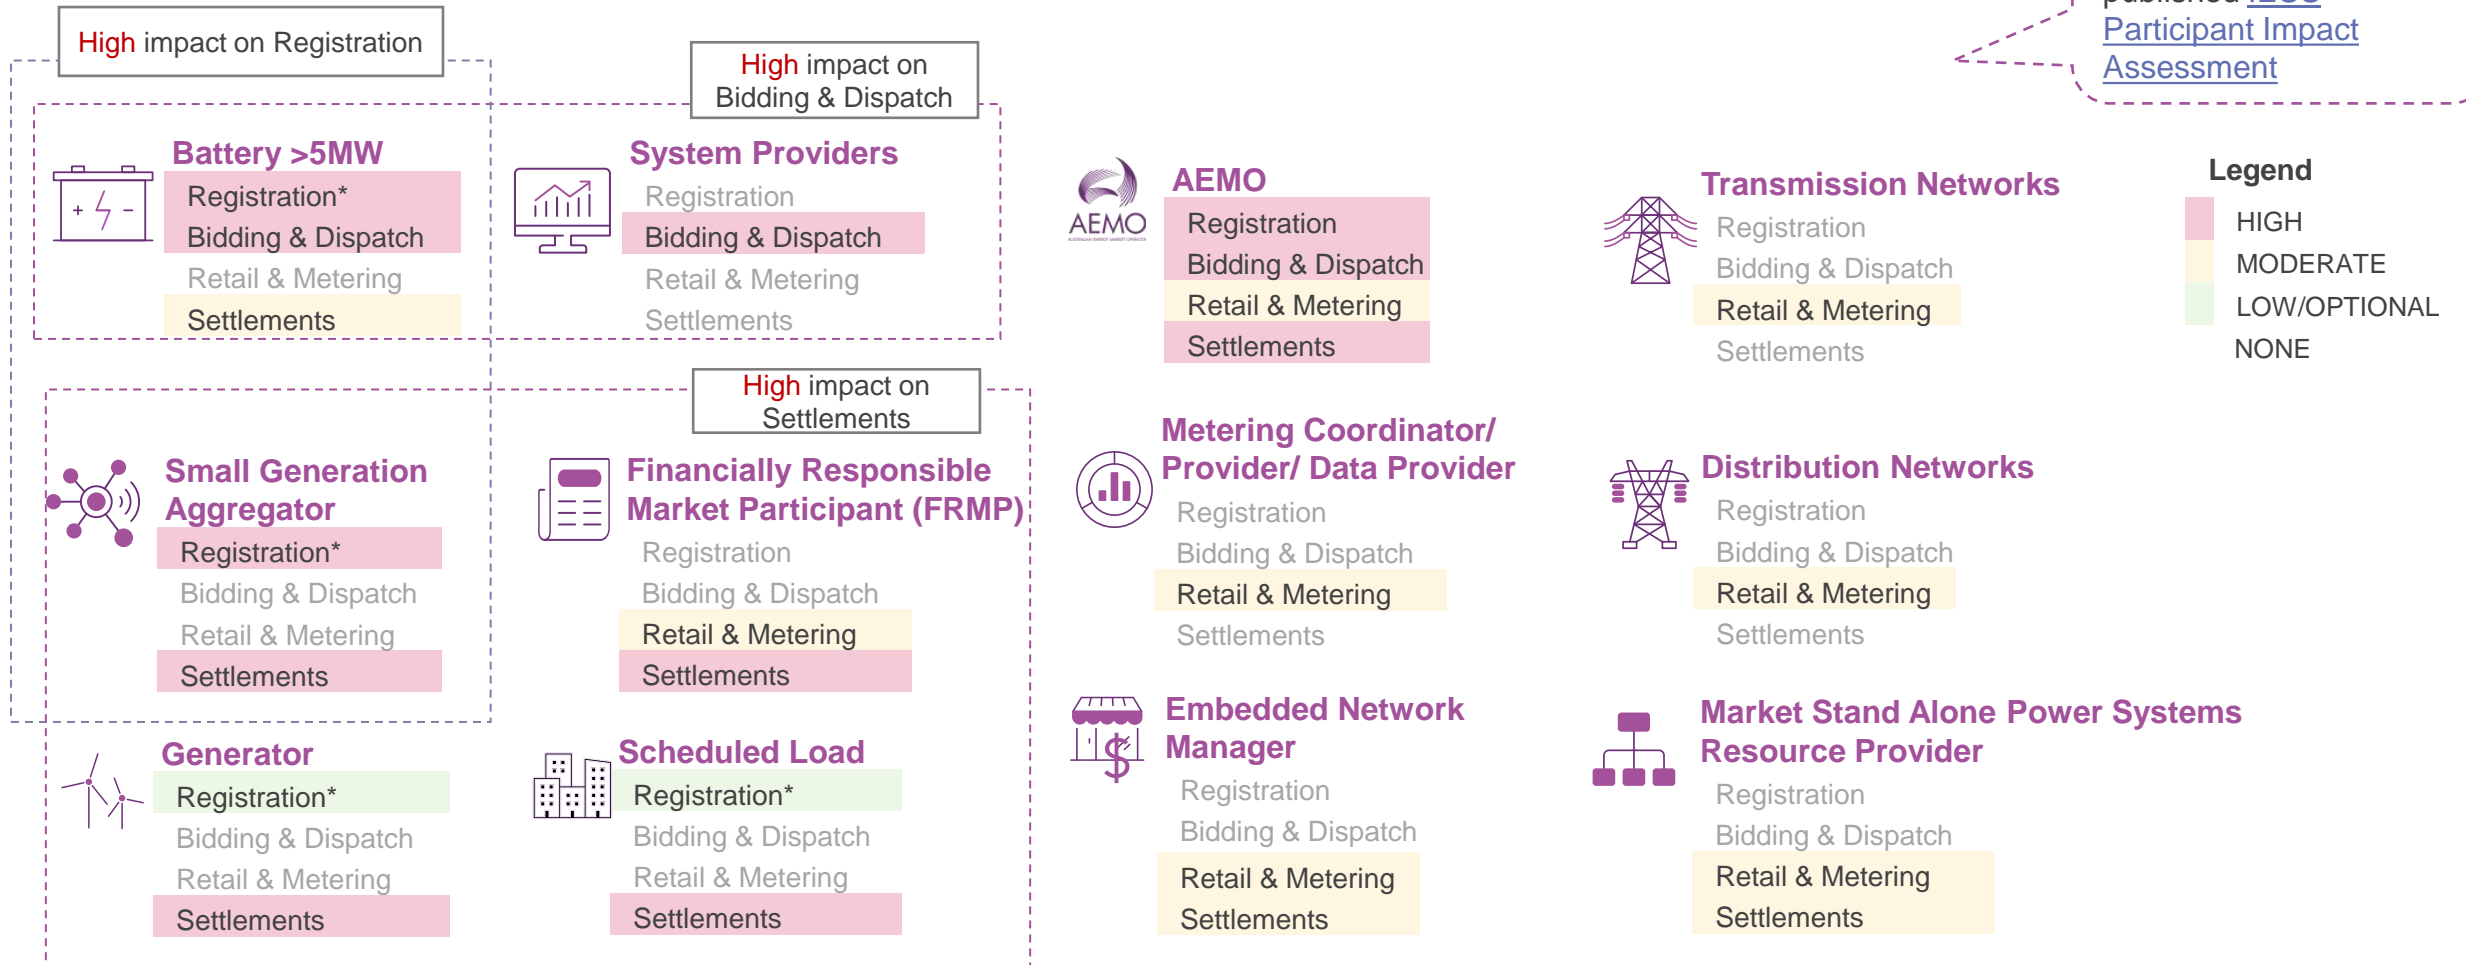 published IESS
Participant Impact
Assessment
High impact on Registration
High impact on
Bidding & Dispatch
Battery >5MW
Registration*
Bidding & Dispatch
Retail & Metering
Settlements
System Providers
Registration
Bidding & Dispatch
Retail & Metering
Settlements
AEMO
AUSTRALIAN ENERGY MARKET OPERATOR
AEMO
Registration
Bidding & Dispatch
Retail & Metering
Settlements
Transmission Networks
Registration
Bidding & Dispatch
Retail & Metering
Settlements
Legend
HIGH
MODERATE
LOW/OPTIONAL
NONE
High impact on
Settlements
Small Generation
Aggregator
Registration*
Bidding & Dispatch
Retail & Metering
Settlements
Financially Responsible
Market Participant (FRMP)
Registration
Bidding & Dispatch
Retail & Metering
Settlements
Metering Coordinator/
Provider/ Data Provider
Registration
Bidding & Dispatch
Retail & Metering
Settlements
Distribution Networks
Registration
Bidding & Dispatch
Retail & Metering
Settlements
Generator
Registration*
Bidding & Dispatch
Retail & Metering
Settlements
Scheduled Load
Registration*
Bidding & Dispatch
Retail & Metering
Settlements
Embedded Network
Manager
Registration
Bidding & Dispatch
Retail & Metering
Settlements
Market Stand Alone Power Systems
Resource Provider
Registration
Bidding & Dispatch
Retail & Metering
Settlements